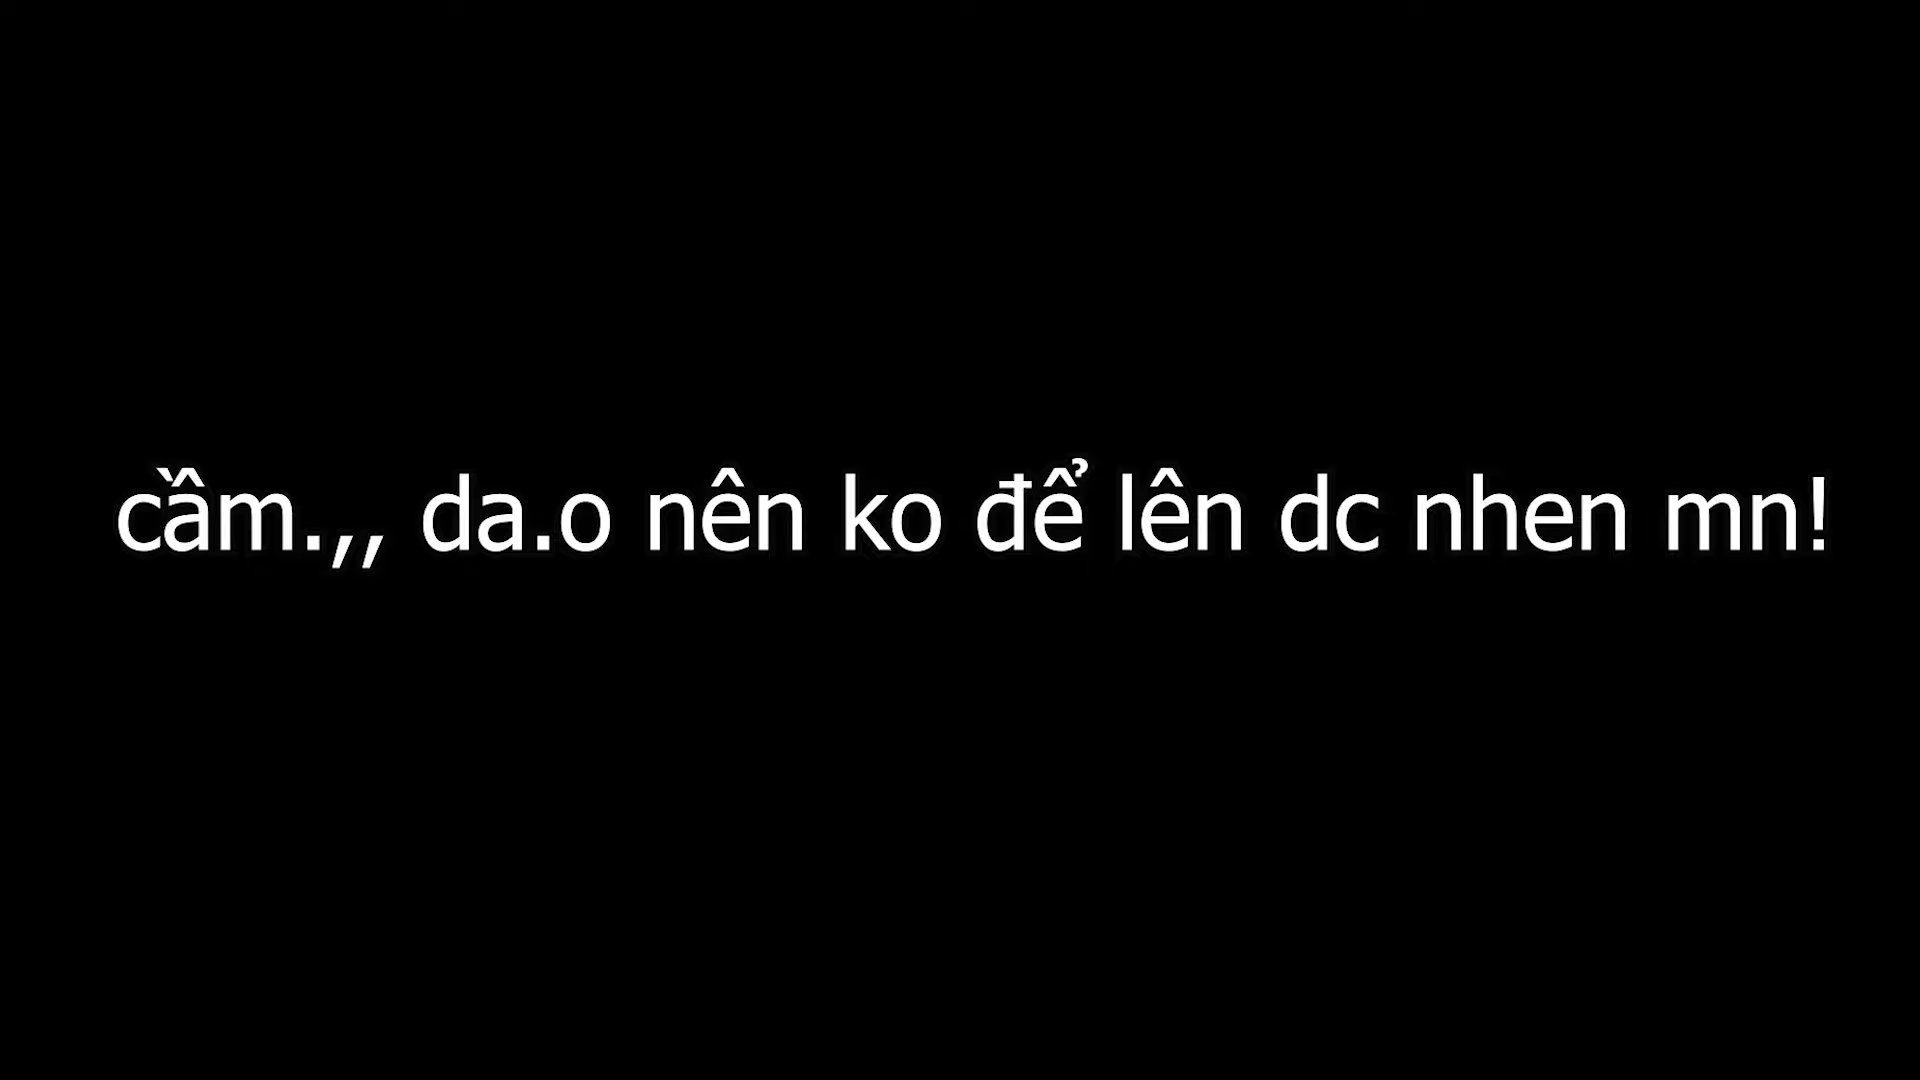 cầm.,, da.o nên ko để lên dc nhen mn!